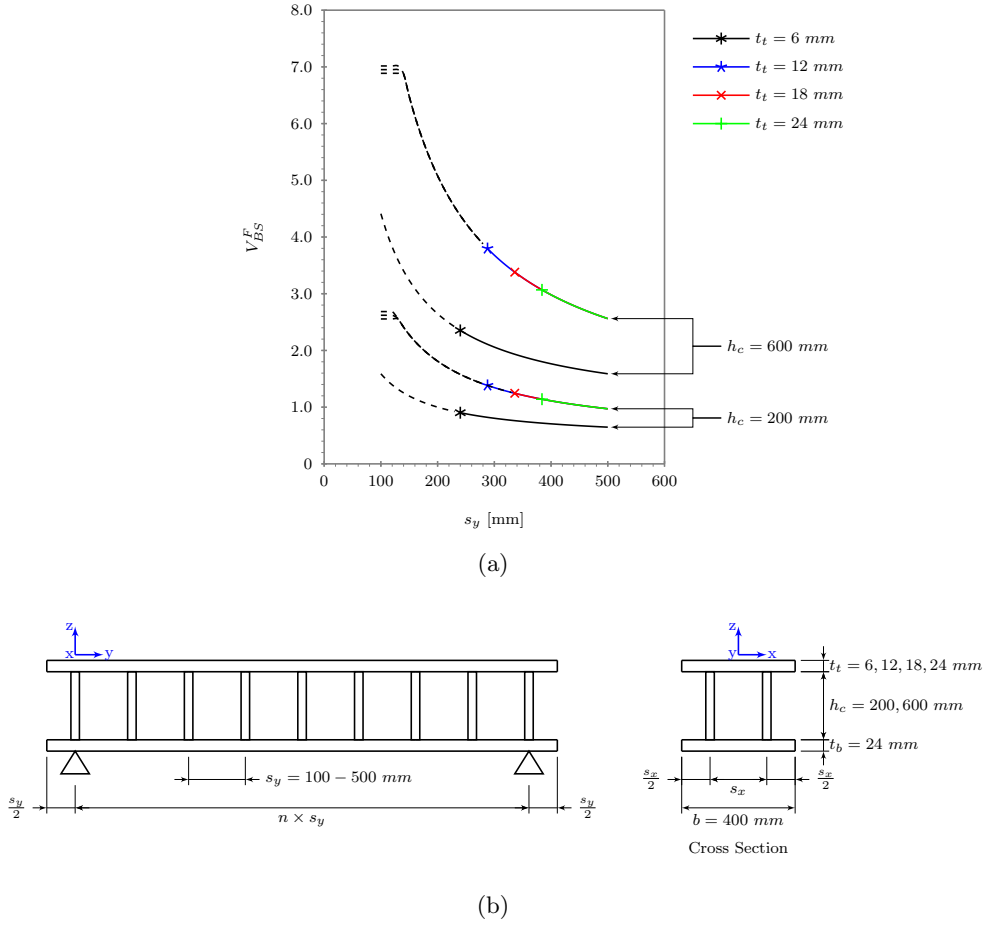 8.0
7.0
6.0
5.0
4.0
3.0
2.0
1.0
0
0 100 200 300 400 500 600
V_{BS}^{F}
s_y [mm]
t_t = 6 mm
t_t = 12 mm
t_t = 18 mm
t_t = 24 mm
h_c = 600 mm
h_c = 200 mm
(a)
z
x y
s_y = 100 − 500 mm
s_y/2
n × s_y
s_y/2
z
y x
t_t = 6, 12, 18, 24 mm
h_c = 200, 600 mm
t_b = 24 mm
s_x/2
s_x
s_x/2
b = 400 mm
Cross Section
(b)